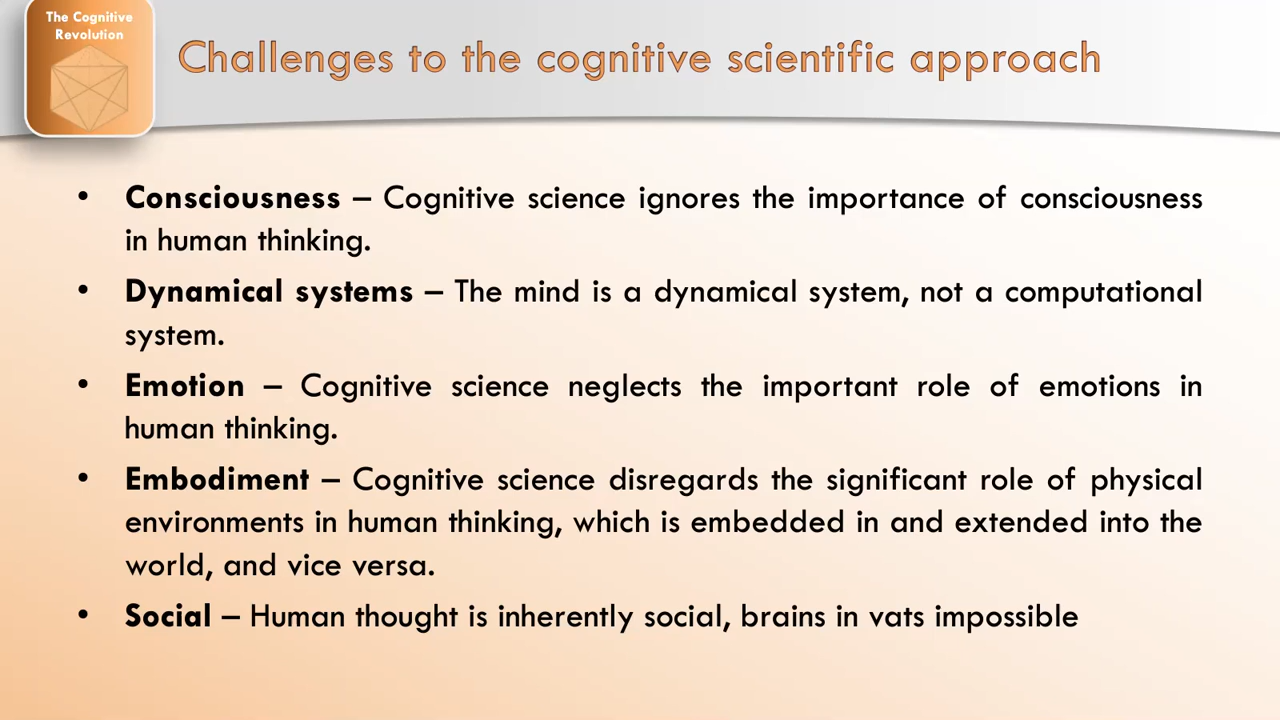 The Cognitive
Revolution
Challenges to the cognitive scientific approach
• Consciousness – Cognitive science ignores the importance of consciousness
in human thinking.
• Dynamical systems – The mind is a dynamical system, not a computational
system.
• Emotion – Cognitive science neglects the important role of emotions in
human thinking.
• Embodiment – Cognitive science disregards the significant role of physical
environments in human thinking, which is embedded in and extended into the
world, and vice versa.
• Social – Human thought is inherently social, brains in vats impossible